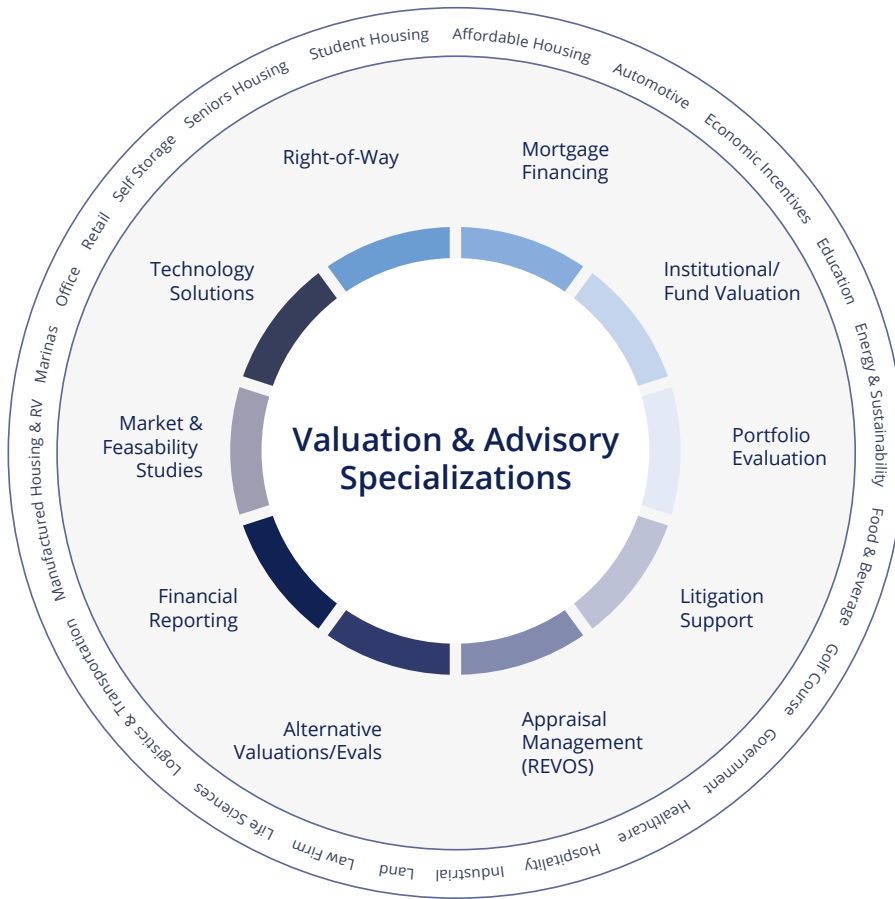 Valuation & Advisory
Specializations
Mortgage
Financing
Institutional/
Fund Valuation
Portfolio
Evaluation
Litigation
Support
Appraisal
Management
(REVOS)
Alternative
Valuations/Evals
Financial
Reporting
Market &
Feasability
Studies
Technology
Solutions
Right-of-Way
Affordable Housing
Automotive
Economic Incentives
Education
Energy & Sustainability
Food & Beverage
Golf Course
Government
Healthcare
Hospitality
Industrial
Land
Law Firm
Life Sciences
Logistics & Transportation
Manufactured Housing & RV
Marinas
Office
Retail
Self Storage
Seniors Housing
Student Housing